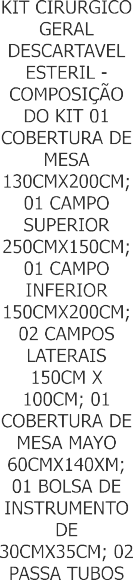 KIT CIRURGICO
GERAL
DESCARTAVEL
ESTERIL -
COMPOSIÇÃO
DO KIT 01
COBERTURA DE
MESA
130CMX200CM;
01 CAMPO
SUPERIOR
250CMX150CM;
01 CAMPO
INFERIOR
150CMX200CM;
02 CAMPOS
LATERAIS
150CM X
100CM; 01
COBERTURA DE
MESA MAYO
60CMX140XM;
01 BOLSA DE
INSTRUMENTO
DE
30CMX35CM; 02
PASSA TUBOS